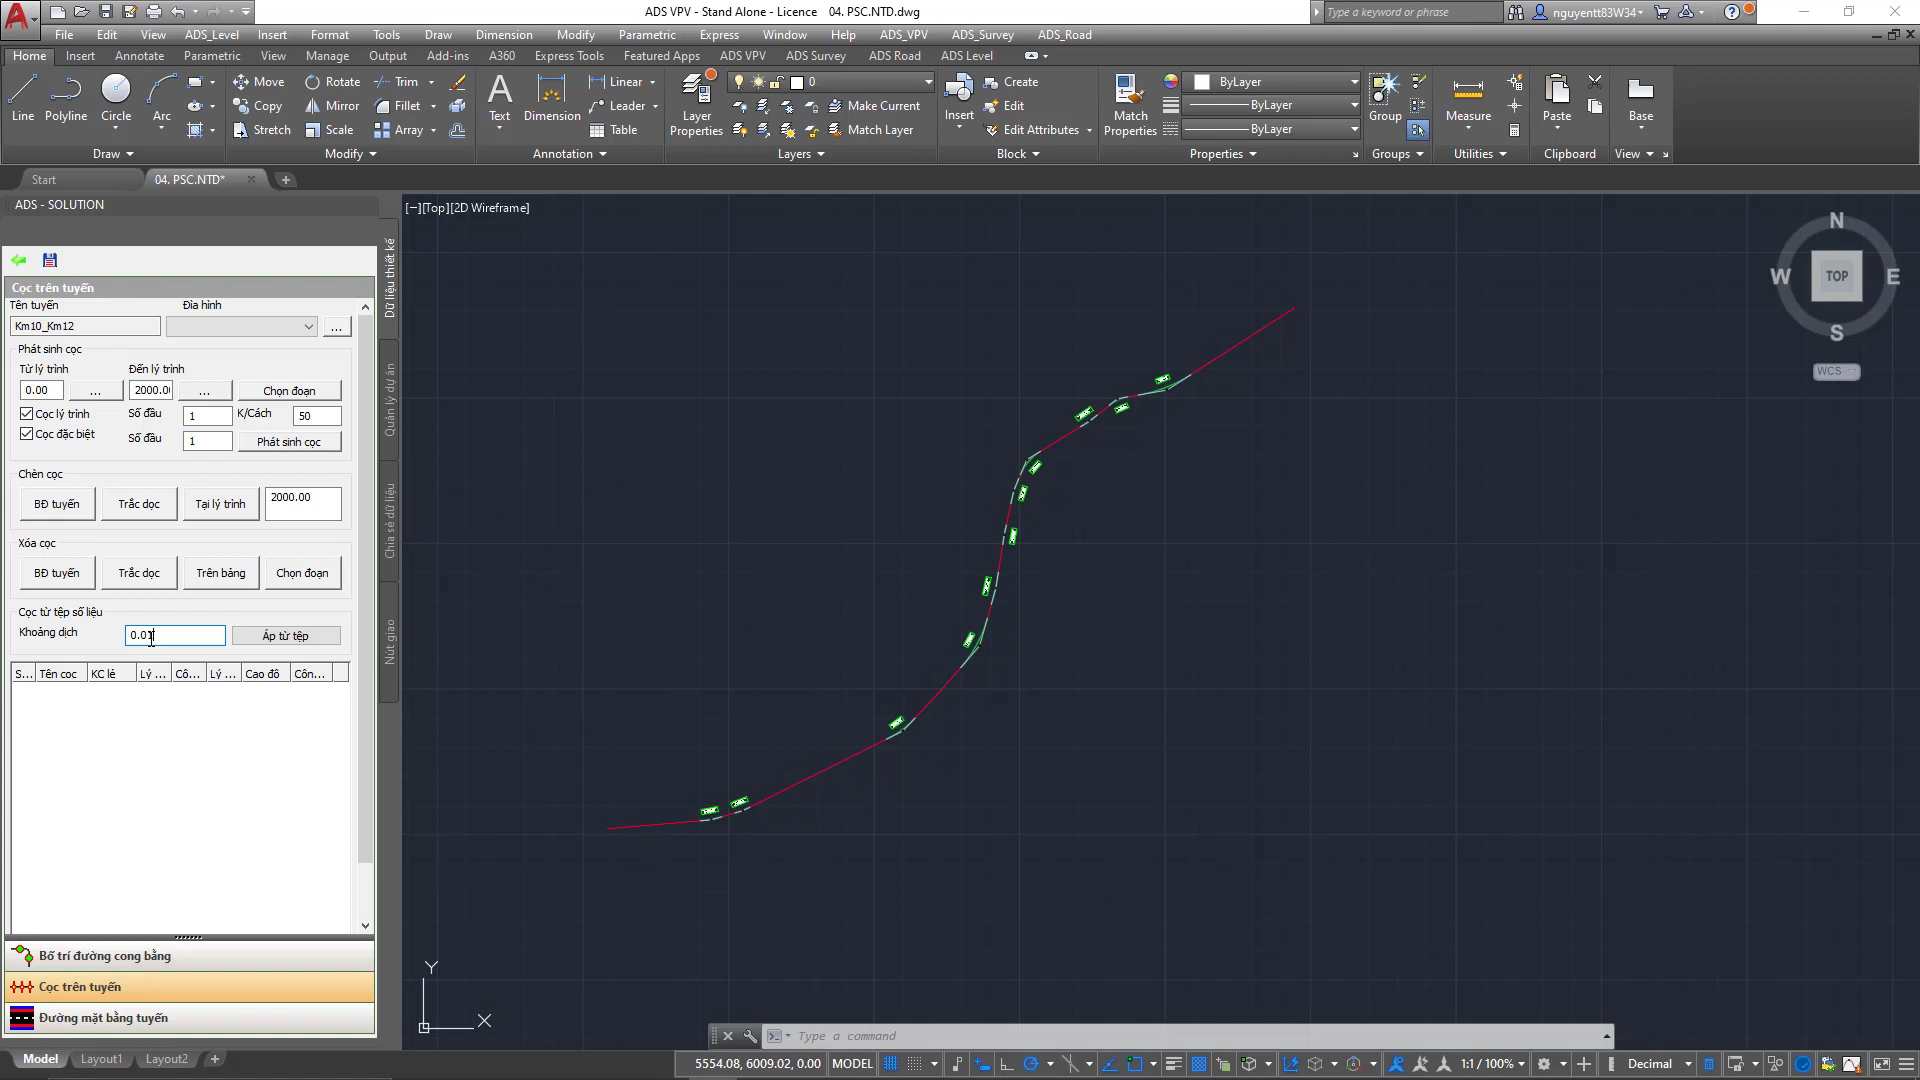 ADS VPV - Stand Alone - Licence 04. PSC.NTD.dwg
Type a keyword or phrase
nguyentt83W34
File Edit View ADS_Level Insert Format Tools Draw Dimension Modify Parametric Express Window Help ADS_VPV ADS_Survey ADS_Road
Home Insert Annotate Parametric View Manage Output Add-ins A360 Express Tools Featured Apps ADS VPV ADS Survey ADS Road ADS Level
Line Polyline Circle Arc
Move Rotate Trim
Copy Mirror Fillet
Stretch Scale Array
Text Dimension
Linear
Leader
Table
Layer Properties
0
Make Current
Match Layer
Insert
Create
Edit
Edit Attributes
Match Properties
ByLayer
ByLayer
ByLayer
Group
Measure
Paste
Base
Draw Modify Annotation Layers Block Properties Groups Utilities Clipboard View
Start 04. PSC.NTD*
ADS - SOLUTION
[−][Top][2D Wireframe]
N
W TOP E
S
WCS
Dữ liệu thiết kế
Quản lý dự án
Chia sẻ dữ liệu
Nút giao
Cọc trên tuyến
Tên tuyến Địa hình
Km10_Km12 ...
Phát sinh cọc
Từ lý trình Đến lý trình
0.00 ... 2000.0 ... Chọn đoạn
Cọc lý trình Số đầu 1 K/Cách 50
Cọc đặc biệt Số đầu 1 Phát sinh cọc
Chèn cọc
BĐ tuyến Trắc dọc Tại lý trình 2000.00
Xóa cọc
BĐ tuyến Trắc dọc Trên bảng Chọn đoạn
Cọc từ tệp số liệu
Khoảng dịch 0.01 Áp từ tệp
S... Tên cọc KC lẻ Lý ... Cô... Lý ... Cao độ Côn...
Bố trí đường cong bằng
Cọc trên tuyến
Đường mặt bằng tuyến
Y
X
Type a command
Model Layout1 Layout2
5554.08, 6009.02, 0.00 MODEL 1:1 / 100% Decimal